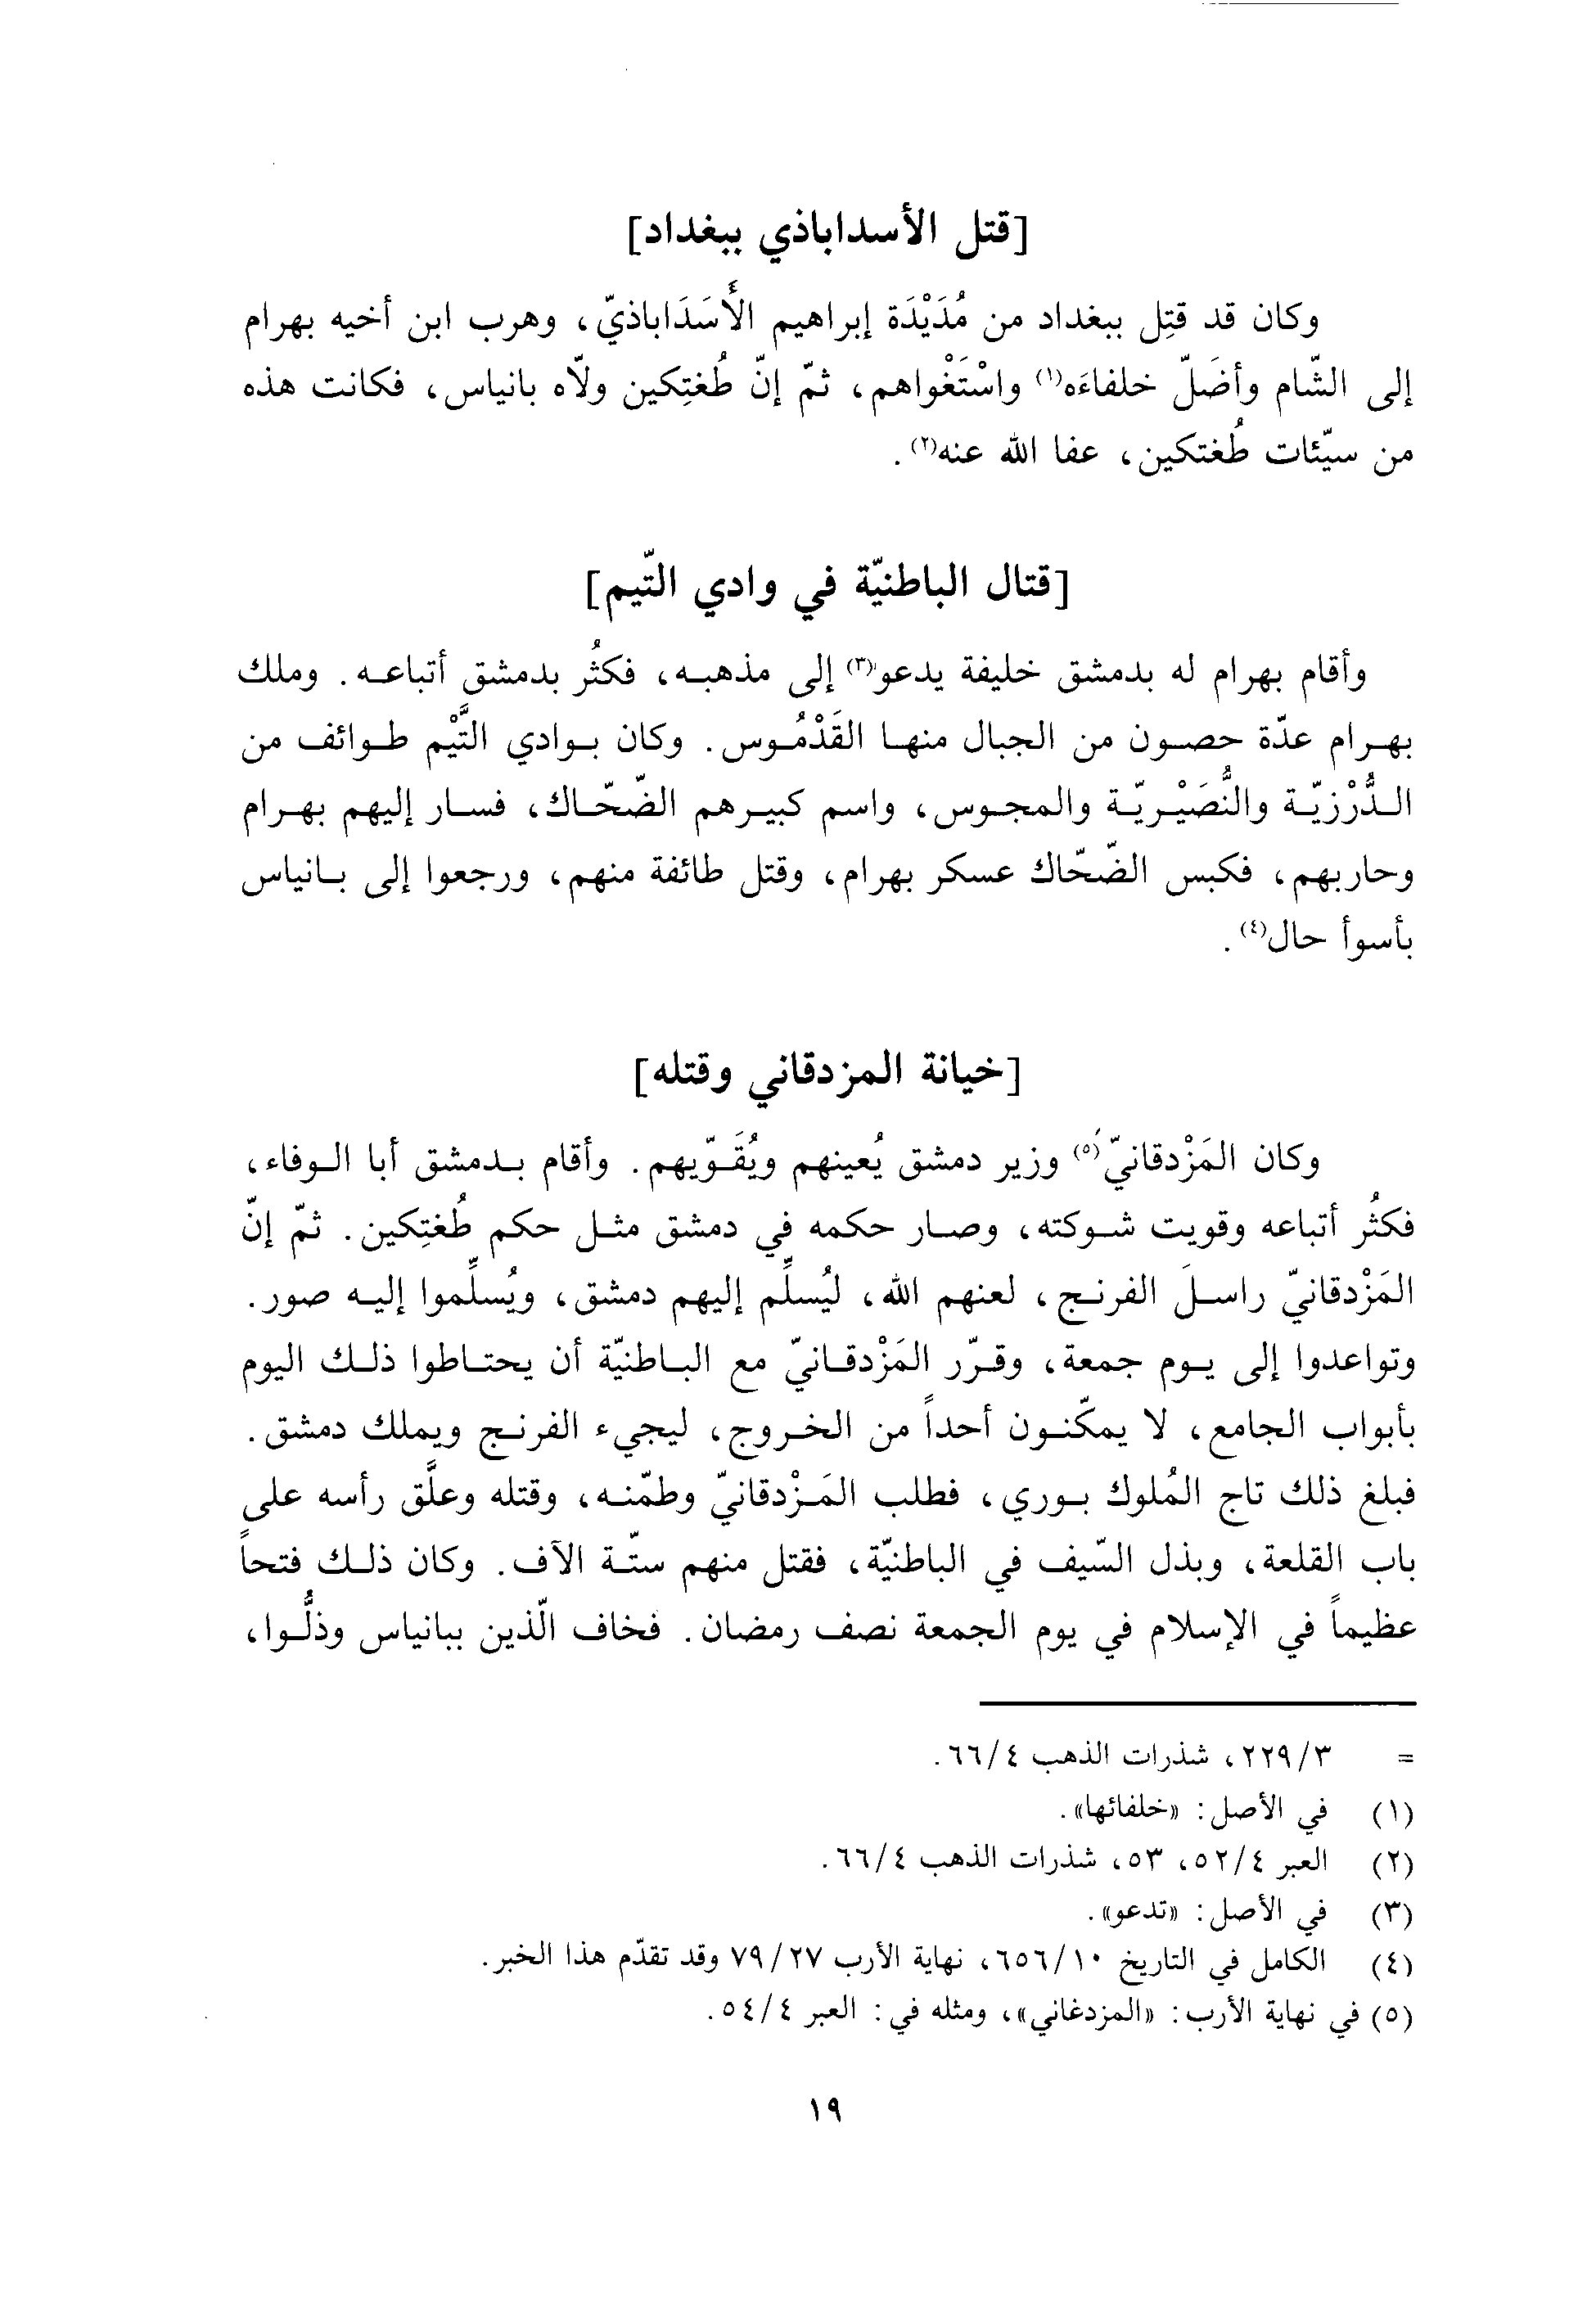 [قتل الأسداباذي ببغداد]
وكان قد قتِل ببغداد من مُدَيْدَة إبراهيم الأَسَدَاباذيّ، وهرب ابن أخيه بهرام
إلى الشّام وأضَلّ خلفاءَه(١) واسْتَغْواهم، ثمّ إنّ طُغتِكين ولّاه بانياس، فكانت هذه
من سيّئات طُغتكين، عفا الله عنه(٢).
[قتال الباطنيّة في وادي التّيم]
وأقام بهرام له بدمشق خليفة يدعو(٣) إلى مذهبه، فكثُر بدمشق أتباعه. وملك
بهرام عدّة حصون من الجبال منها القَدْمُوس. وكان بوادي التَّيْم طوائف من
الدُّرْزيّة والنُّصَيْريّة والمجوس، واسم كبيرهم الضّحّاك، فسار إليهم بهرام
وحاربهم، فكبس الضّحّاك عسكر بهرام، وقتل طائفة منهم، ورجعوا إلى بانياس
بأسوأ حال(٤).
[خيانة المزدقاني وقتله]
وكان المَزْدقانيّ(٥) وزير دمشق يُعينهم ويُقَوّيهم. وأقام بدمشق أبا الوفاء،
فكثُر أتباعه وقويت شوكته، وصار حكمه في دمشق مثل حكم طُغتِكين. ثمّ إنّ
المَزْدقانيّ راسلَ الفرنج، لعنهم الله، ليُسلِّم إليهم دمشق، ويُسلِّموا إليه صور.
وتواعدوا إلى يوم جمعة، وقرّر المَزْدقانيّ مع الباطنيّة أن يحتاطوا ذلك اليوم
بأبواب الجامع، لا يمكّنون أحداً من الخروج، ليجيء الفرنج ويملك دمشق.
فبلغ ذلك تاج المُلوك بوري، فطلب المَزْدقانيّ وطمّنه، وقتله وعلَّق رأسه على
باب القلعة، وبذل السّيف في الباطنيّة، فقتل منهم ستّة الآف. وكان ذلك فتحاً
عظيماً في الإسلام في يوم الجمعة نصف رمضان. فخاف الّذين ببانياس وذلُّوا،
= ٢٢٩/٣، شذرات الذهب ٦٦/٤.
(١) في الأصل: «خلفائها».
(٢) العبر ٥٢/٤، ٥٣، شذرات الذهب ٦٦/٤.
(٣) في الأصل: «تدعو».
(٤) الكامل في التاريخ ٦٥٦/١٠، نهاية الأرب ٧٩/٢٧ وقد تقدّم هذا الخبر.
(٥) في نهاية الأرب: «المزدغاني»، ومثله في: العبر ٥٤/٤.
١٩